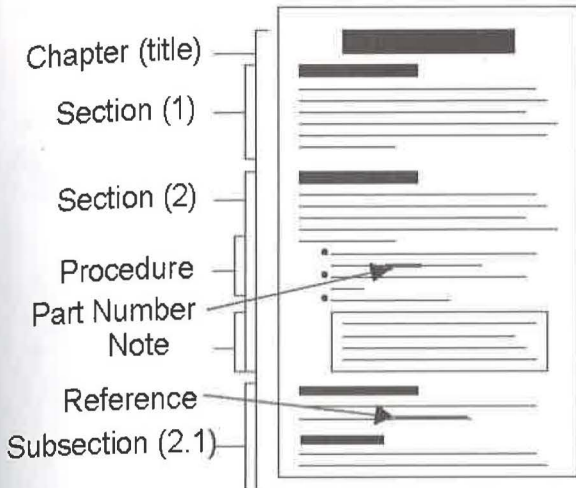 Chapter (title)
Section (1)
Section (2)
Procedure
Part Number
Note
Reference
Subsection (2.1)